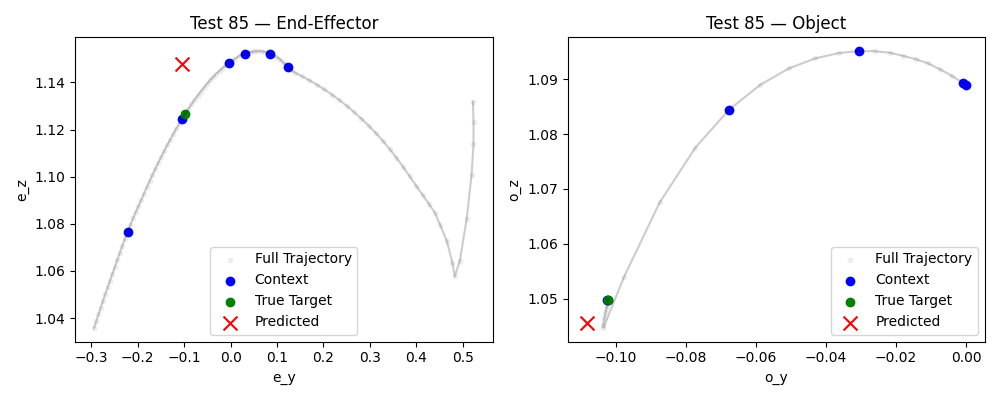 Test 85 — End-Effector
e_z
1.14
1.12
1.10
1.08
1.06
1.04
Full Trajectory
Context
True Target
Predicted
−0.3 −0.2 −0.1 0.0 0.1 0.2 0.3 0.4 0.5
e_y
Test 85 — Object
o_z
1.09
1.08
1.07
1.06
1.05
Full Trajectory
Context
True Target
Predicted
−0.10 −0.08 −0.06 −0.04 −0.02 0.00
o_y